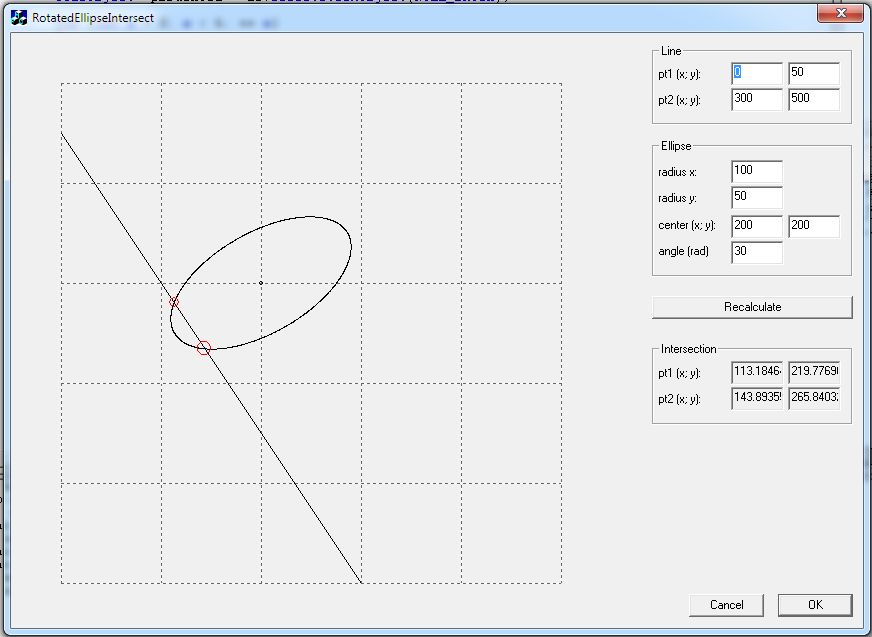 RotatedEllipseIntersect
Line
pt1 (x; y): 0 50
pt2 (x; y): 300 500
Ellipse
radius x: 100
radius y: 50
center (x; y): 200 200
angle (rad) 30
Recalculate
Intersection
pt1 (x; y): 113.1846 219.7769
pt2 (x; y): 143.8935 265.8403
Cancel OK